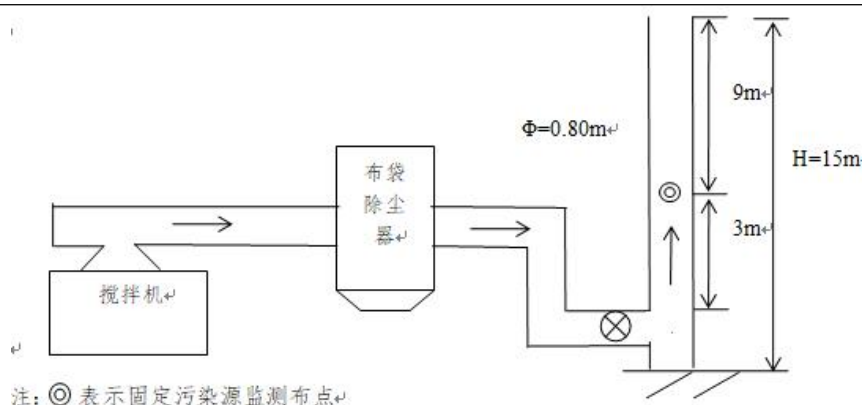 9m
Φ=0.80m
H=15m
布袋
除尘
器
3m
搅拌机
注：◎ 表示固定污染源监测布点